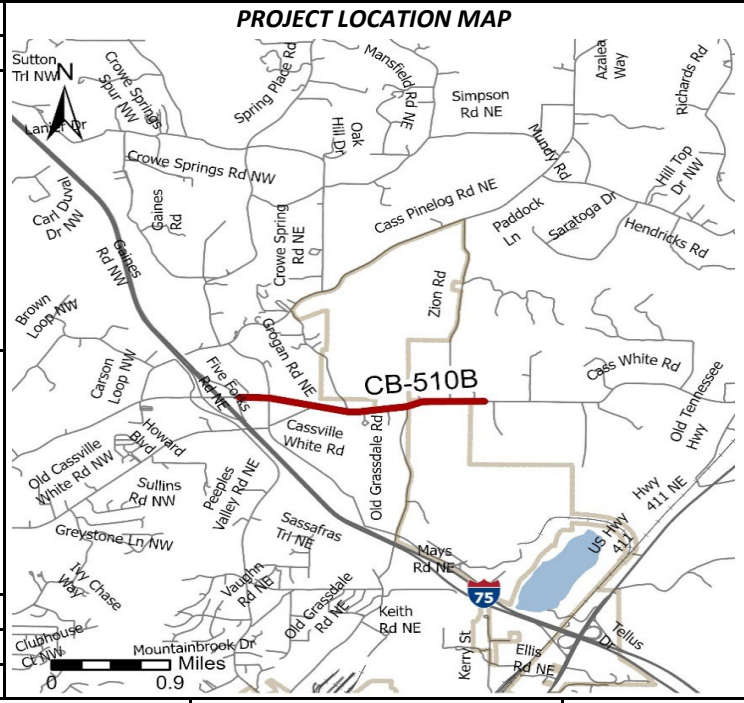 PROJECT LOCATION MAP
Sutton
Trl NW
N
Crowe Springs
Spur NW
Spring Place Rd
Mansfield Rd NE
Azalea
Way
Richards Rd
Simpson
Rd NE
Lanier Dr
Oak
Hill Dr
Mundy Rd
Crowe Springs Rd NW
Hill Top
Dr NW
Carl Duval
Dr NW
Gaines
Rd
Cass Pinelog Rd NE
Paddock
Ln
Saratoga Dr
Hendricks Rd
Crowe Spring
Rd NE
Gaines
Rd NW
Zion Rd
Brown
Loop NW
Grogan Rd NE
Carson
Loop NW
Five Forks
Rd NE
CB-510B
Cass White Rd
Old Tennessee
Hwy
Cassville
White Rd
Old Grassdale Rd
Howard
Blvd
Old Cassville
White Rd NW
Sullins
Rd NW
Peeples
Valley Rd NE
Hwy
411 NE
US Hwy
411
Sassafras
Trl NE
Greystone Ln NW
Mays
Rd NE
Ivy Chase
Way
Vaughn
Rd NE
Old Grassdale
Rd NE
75
Keith
Rd NE
Tellus
Dr
Clubhouse
Ct NW
Mountainbrook Dr
Kerry St
Ellis
Rd NE
Miles
0
0.9